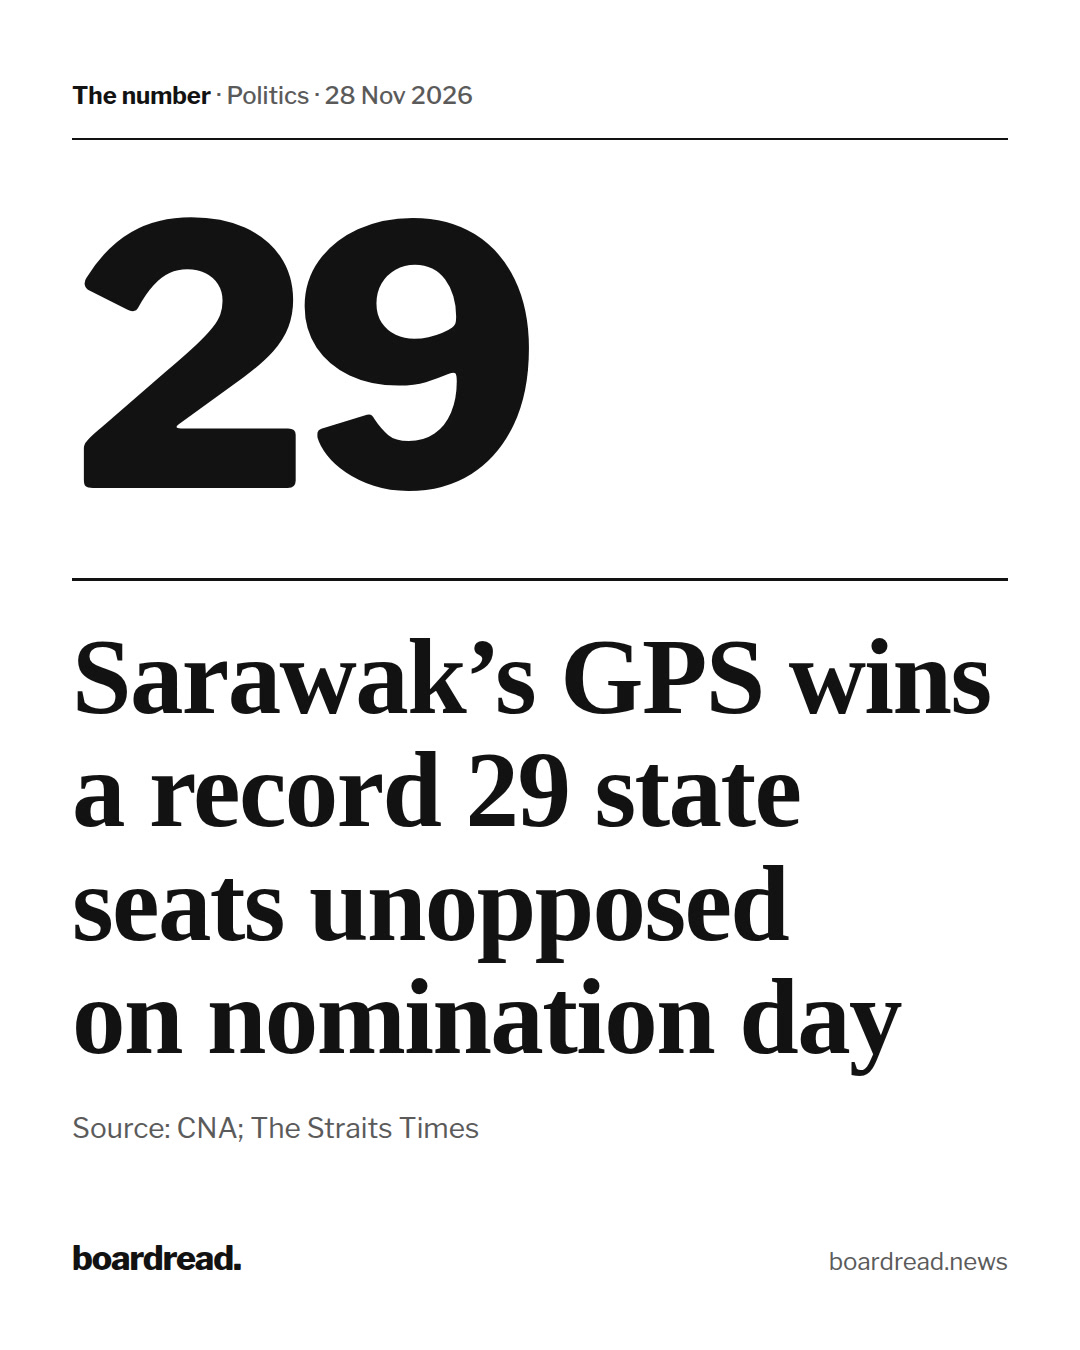 The number · Politics · 28 Nov 2026
29
Sarawak’s GPS wins
a record 29 state
seats unopposed
on nomination day
Source: CNA; The Straits Times
boardread.
boardread.news